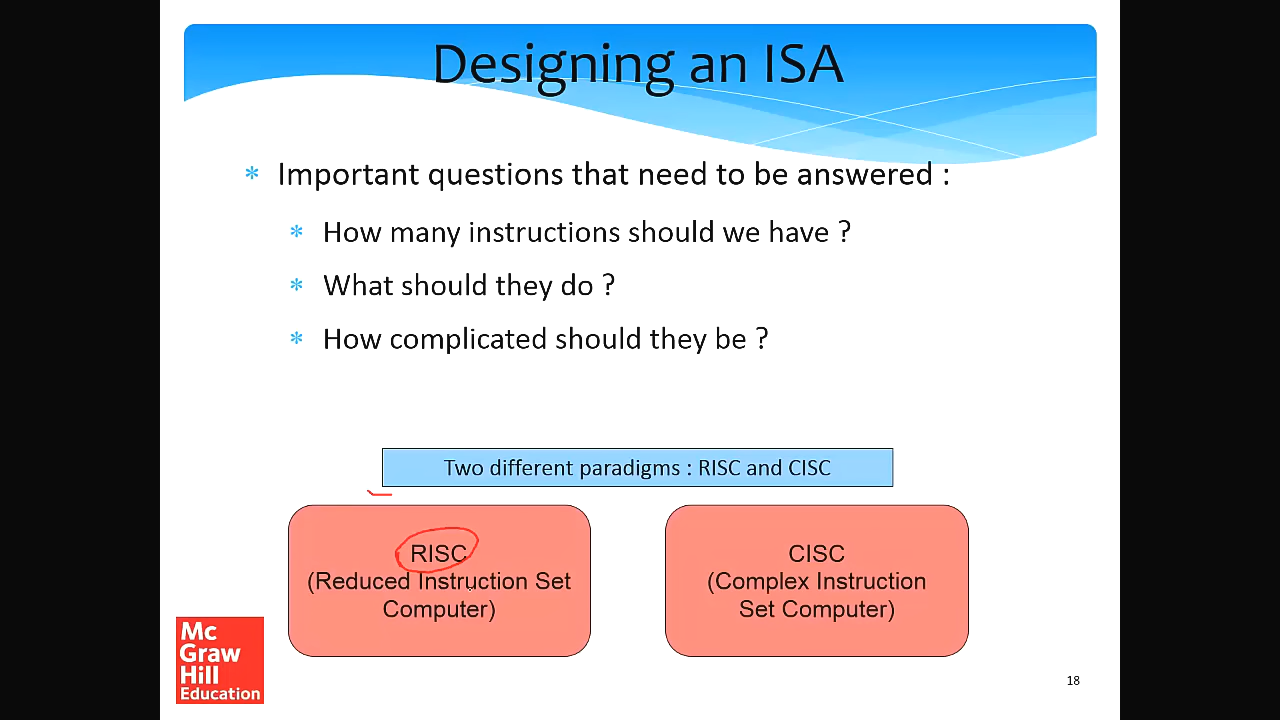 Designing an ISA
* Important questions that need to be answered :
* How many instructions should we have ?
* What should they do ?
* How complicated should they be ?
Two different paradigms : RISC and CISC
RISC
(Reduced Instruction Set
Computer)
CISC
(Complex Instruction
Set Computer)
Mc
Graw
Hill
Education
18